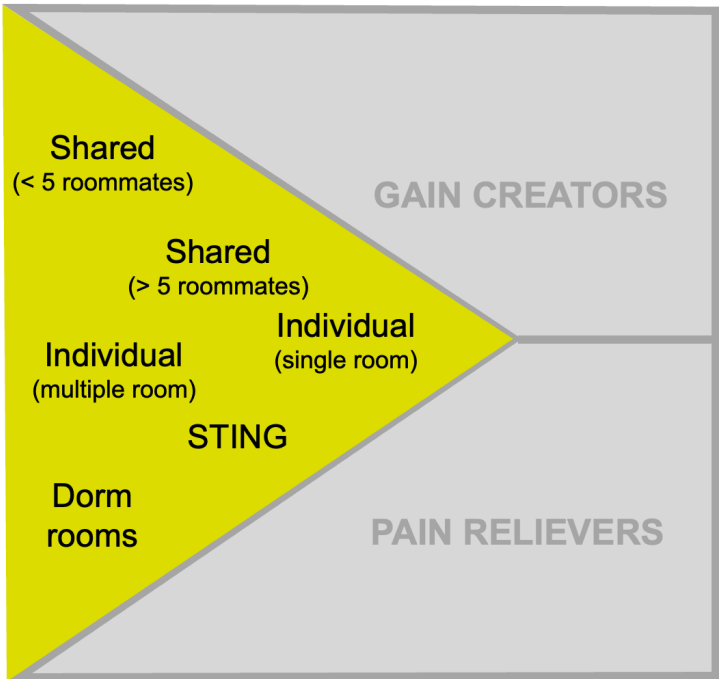 Shared
(< 5 roommates)
GAIN CREATORS
Shared
(> 5 roommates)
Individual
(single room)
Individual
(multiple room)
STING
Dorm
rooms
PAIN RELIEVERS